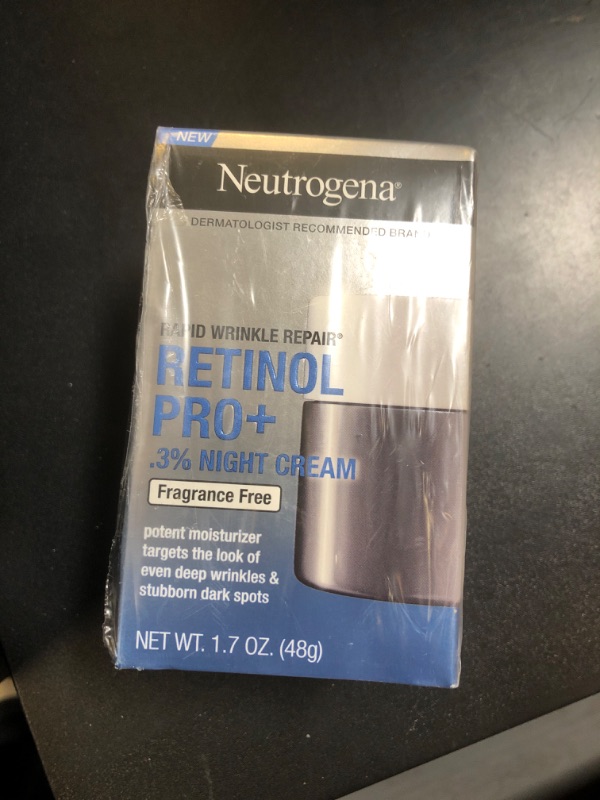 NEW
Neutrogena®
DERMATOLOGIST RECOMMENDED BRAND
RAPID WRINKLE REPAIR®
RETINOL
PRO+
.3% NIGHT CREAM
Fragrance Free
potent moisturizer
targets the look of
even deep wrinkles &
stubborn dark spots
NET WT. 1.7 OZ. (48g)